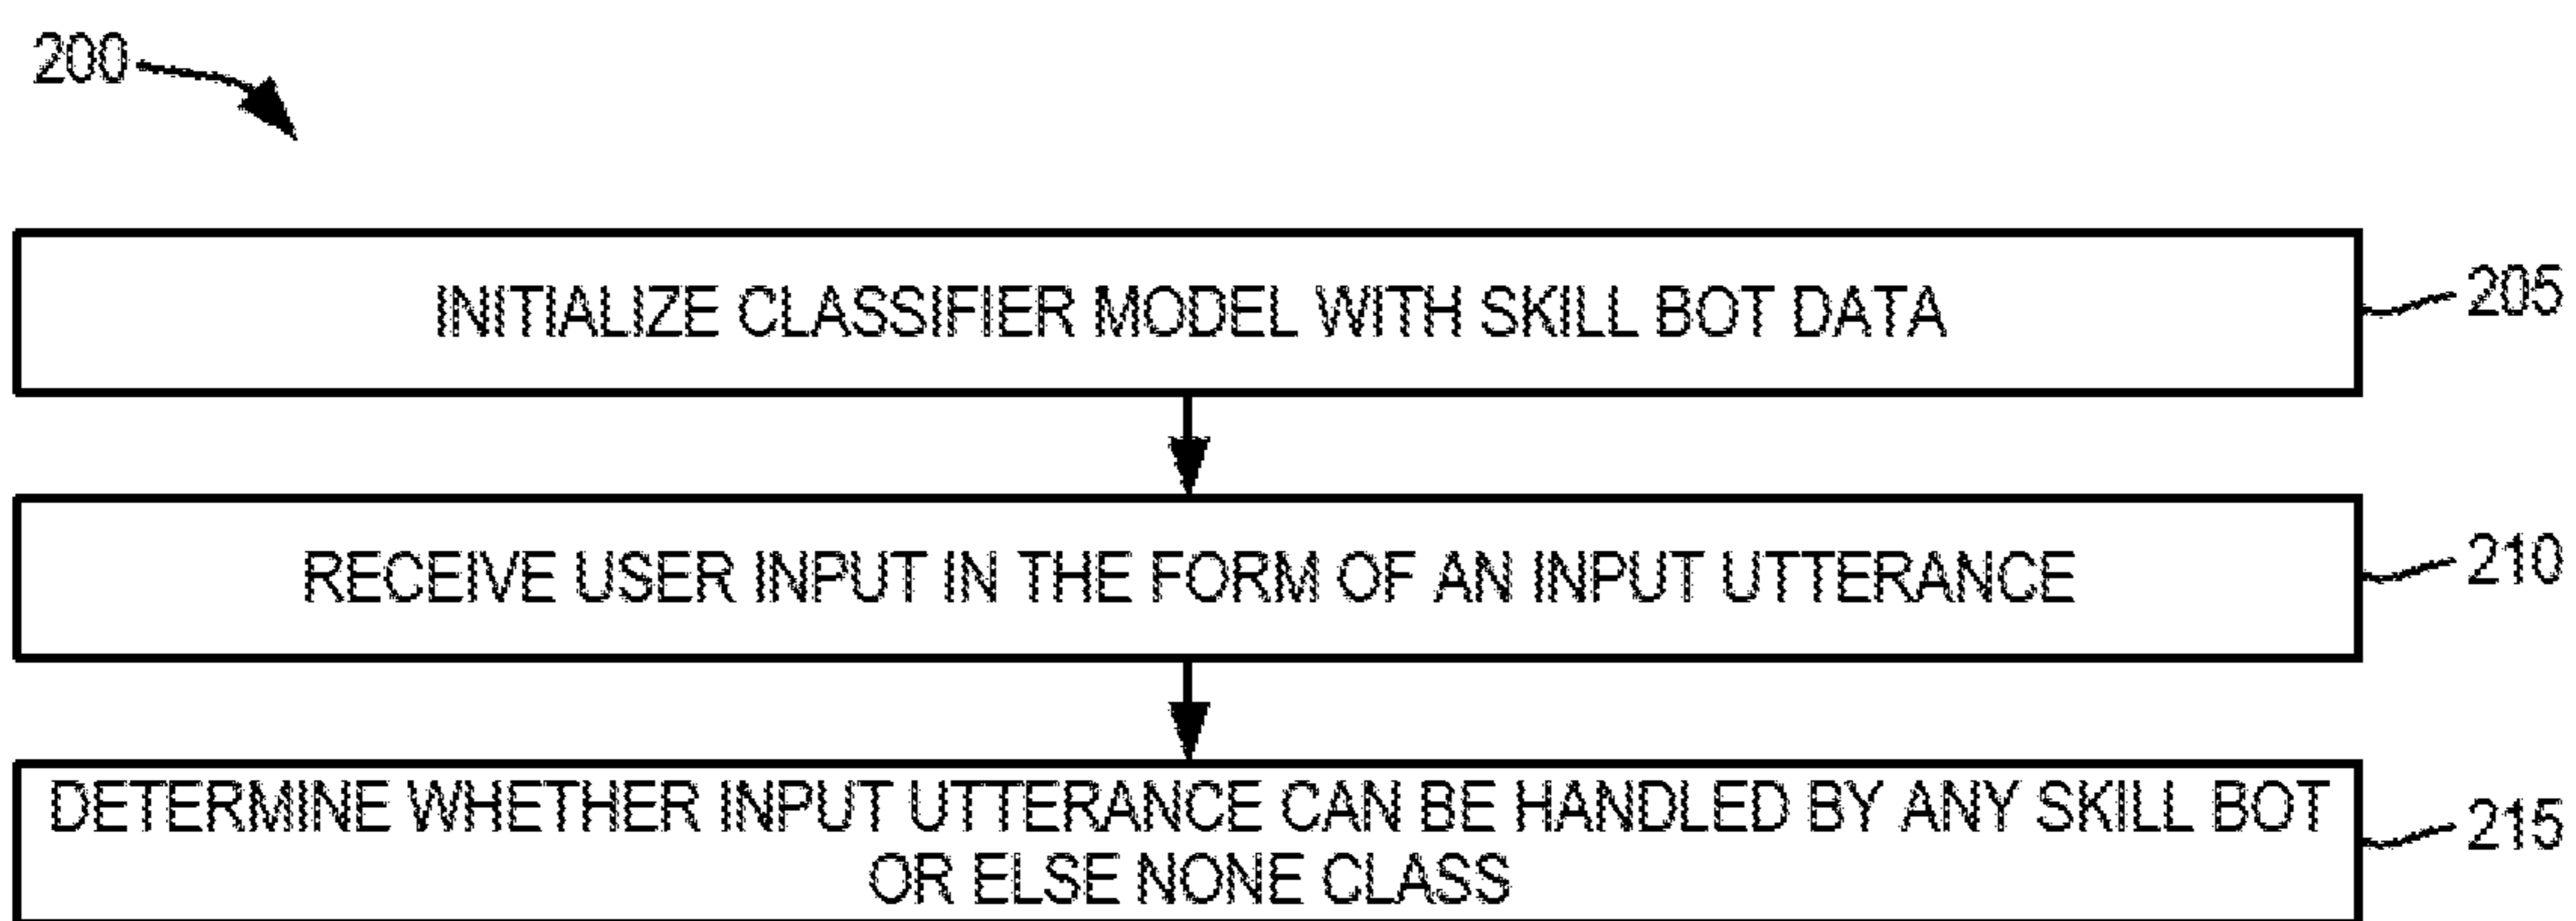 200
INITIALIZE CLASSIFIER MODEL WITH SKILL BOT DATA
205
RECEIVE USER INPUT IN THE FORM OF AN INPUT UTTERANCE
210
DETERMINE WHETHER INPUT UTTERANCE CAN BE HANDLED BY ANY SKILL BOT
OR ELSE NONE CLASS
215